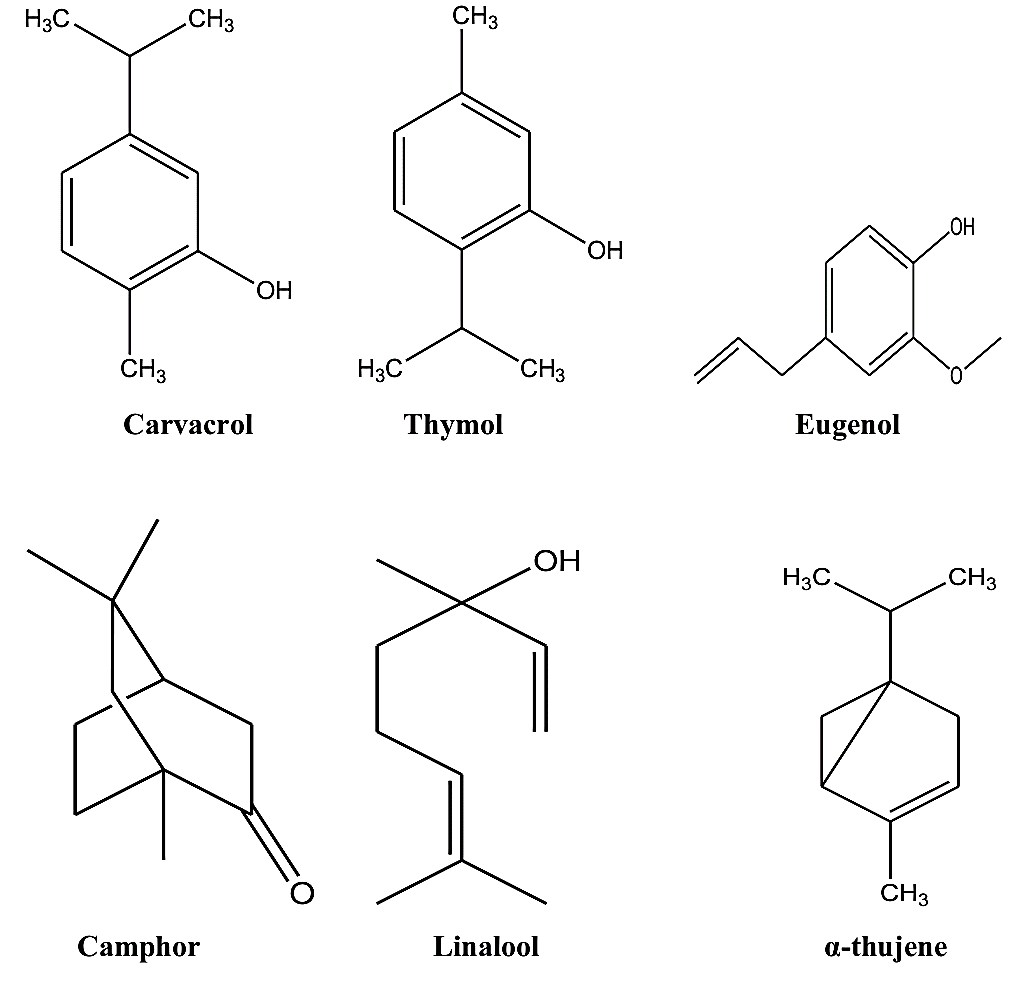 H₃C CH₃
OH
CH₃
Carvacrol
CH₃
OH
H₃C CH₃
Thymol
OH
O
Eugenol
O
Camphor
OH
Linalool
H₃C CH₃
CH₃
α-thujene